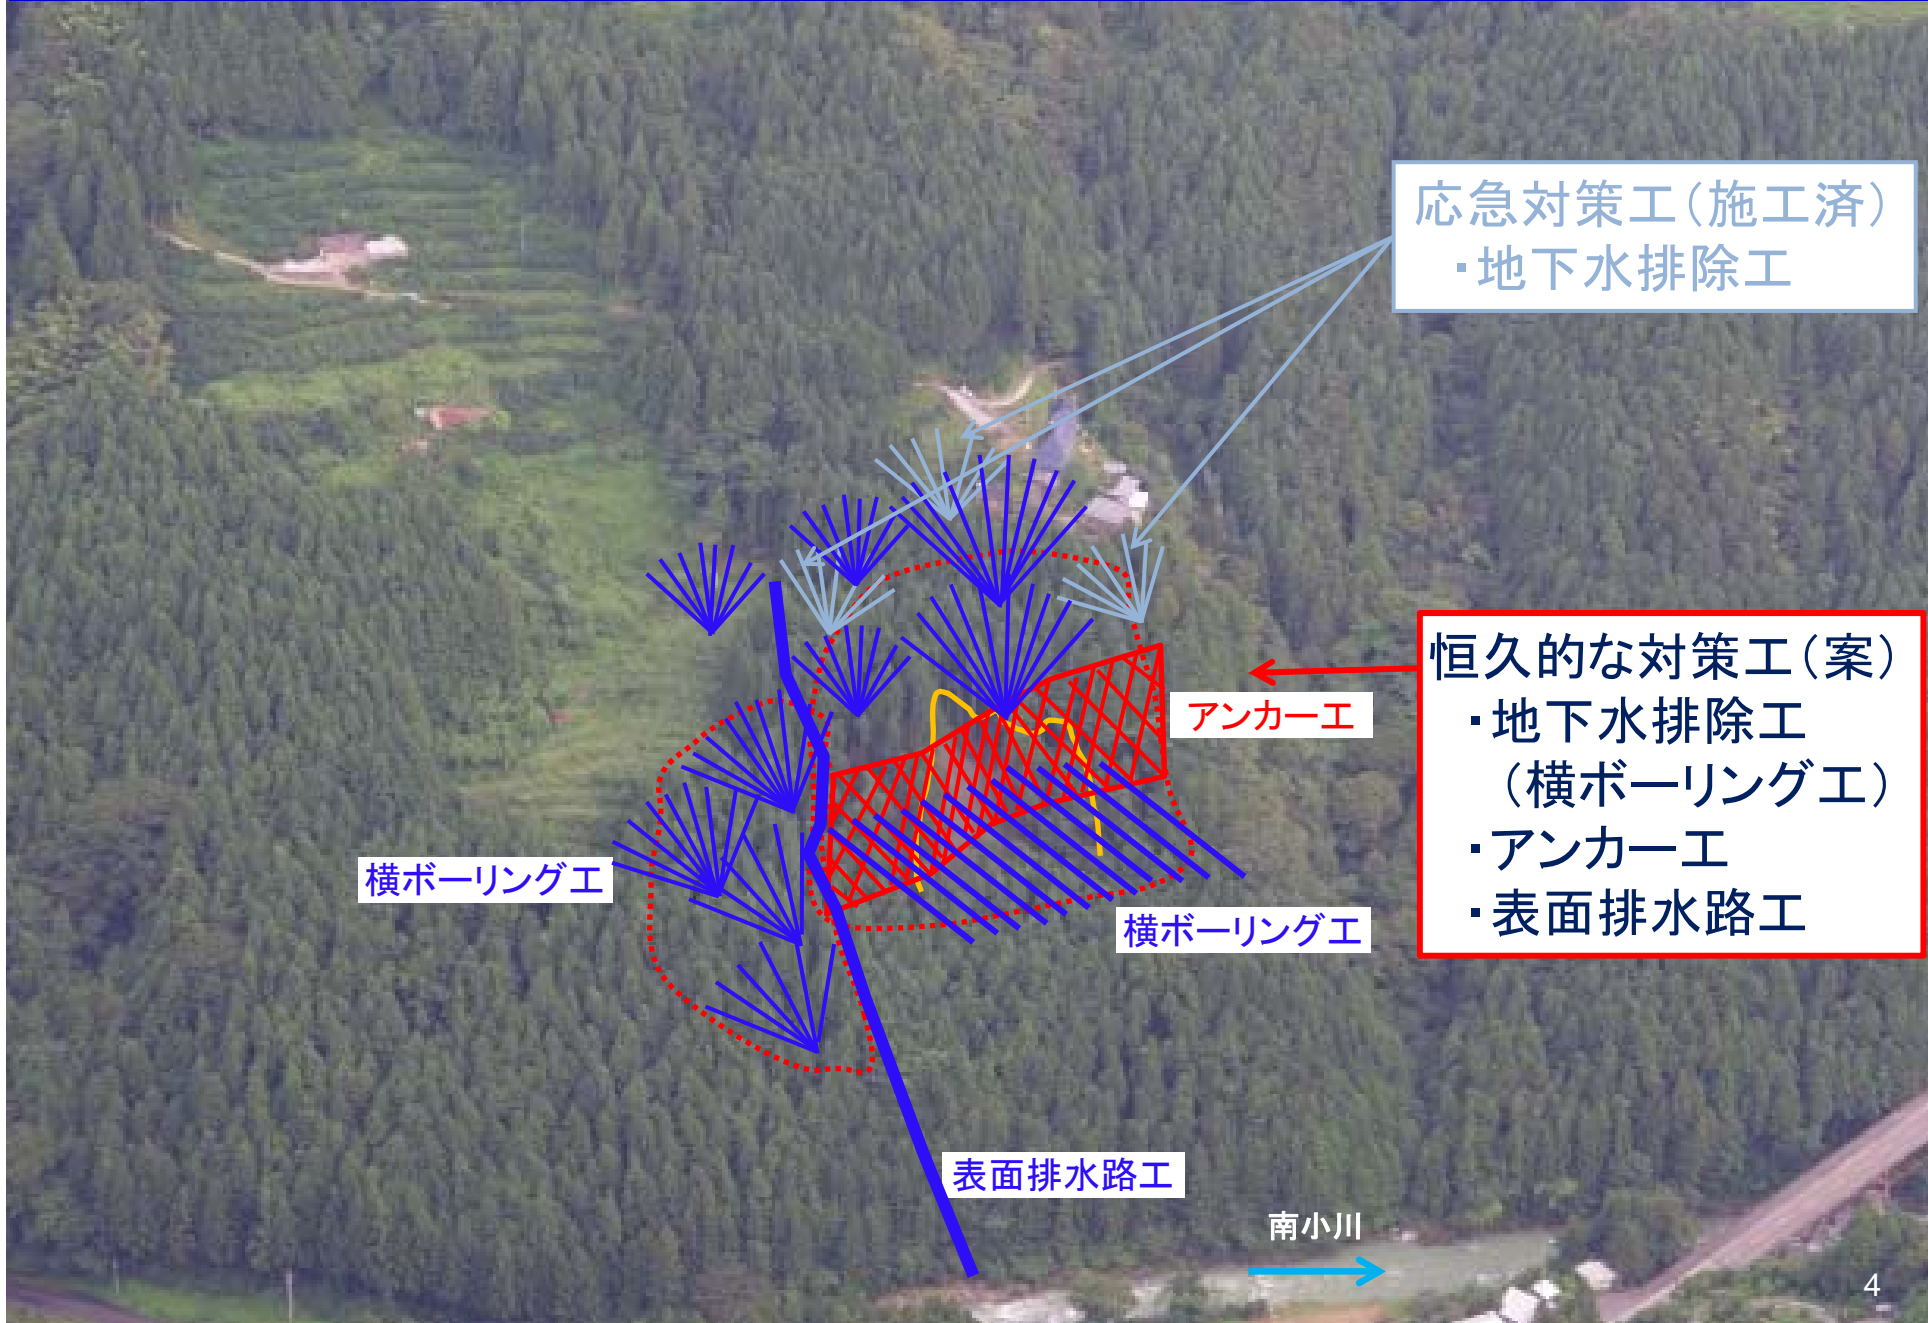 応急対策工（施工済）
・地下水排除工
恒久的な対策工（案）
・地下水排除工
（横ボーリング工）
・アンカー工
・表面排水路工
アンカー工
横ボーリング工
横ボーリング工
表面排水路工
南小川
4